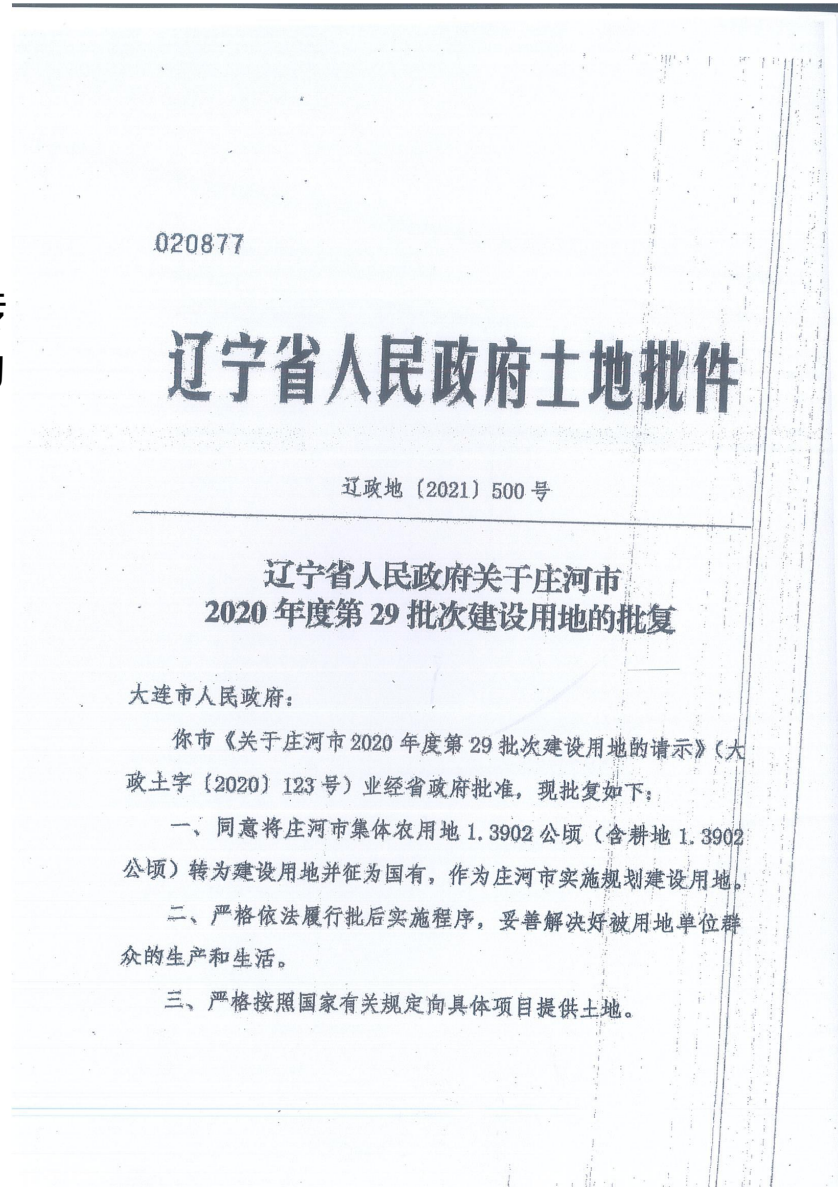 020877
辽宁省人民政府土地批件
辽政地〔2021〕500号
辽宁省人民政府关于庄河市
2020年度第29批次建设用地的批复
大连市人民政府：
你市《关于庄河市2020年度第29批次建设用地的请示》（大
政土字〔2020〕123号）业经省政府批准，现批复如下：
一、同意将庄河市集体农用地1.3902公顷（含耕地1.3902
公顷）转为建设用地并征为国有，作为庄河市实施规划建设用地。
二、严格依法履行批后实施程序，妥善解决好被用地单位群
众的生产和生活。
三、严格按照国家有关规定向具体项目提供土地。